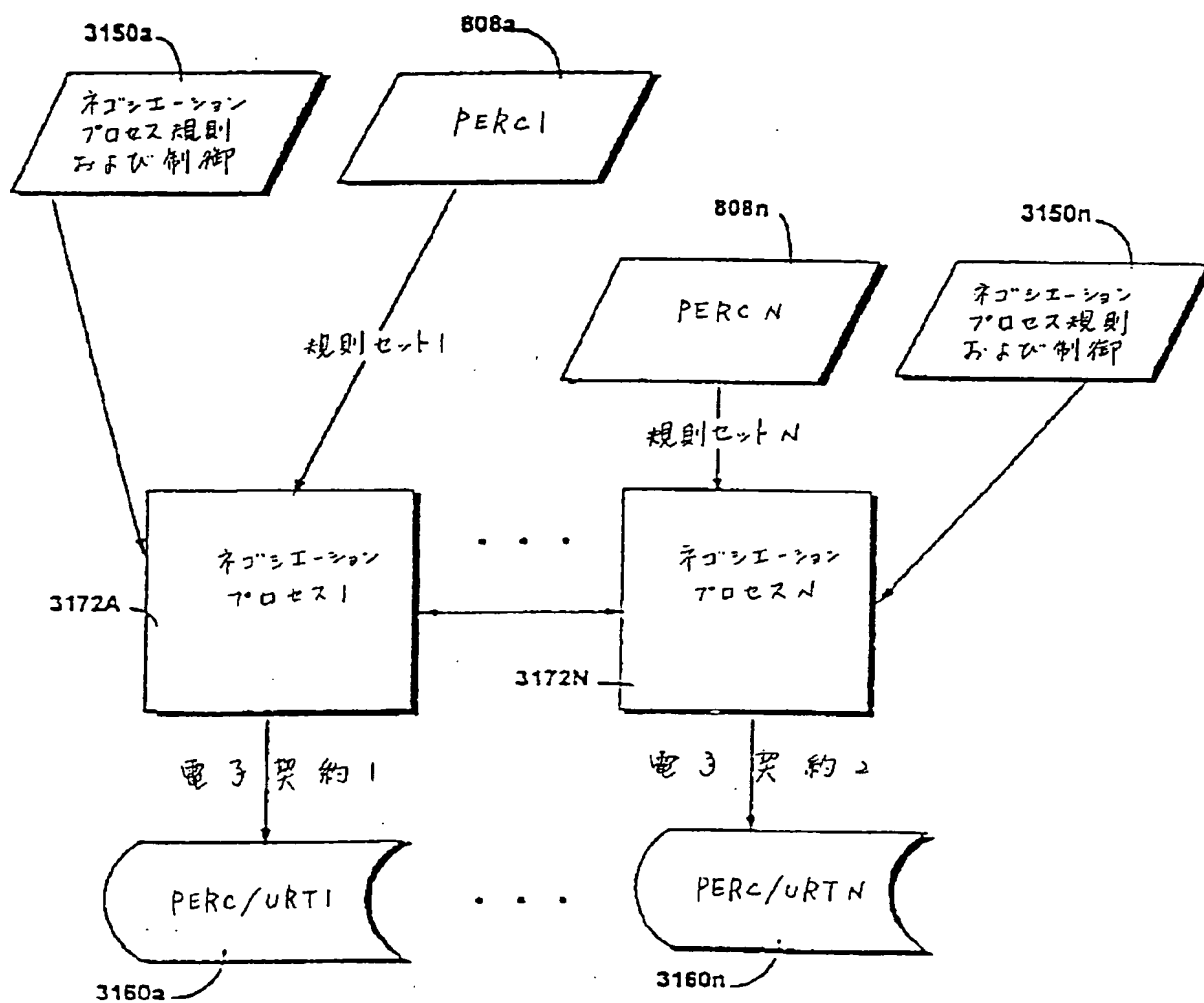 3150a
808a
ネゴシエーション
プロセス規則
および制御
PERC1
808n
3150n
PERC N
ネゴシエーション
プロセス規則
および制御
規則セット1
規則セットN
ネゴシエーション
プロセス1
ネゴシエーション
プロセスN
3172A
3172N
電子契約1
電子契約2
PERC/URT1
PERC/URT N
3160a
3160n